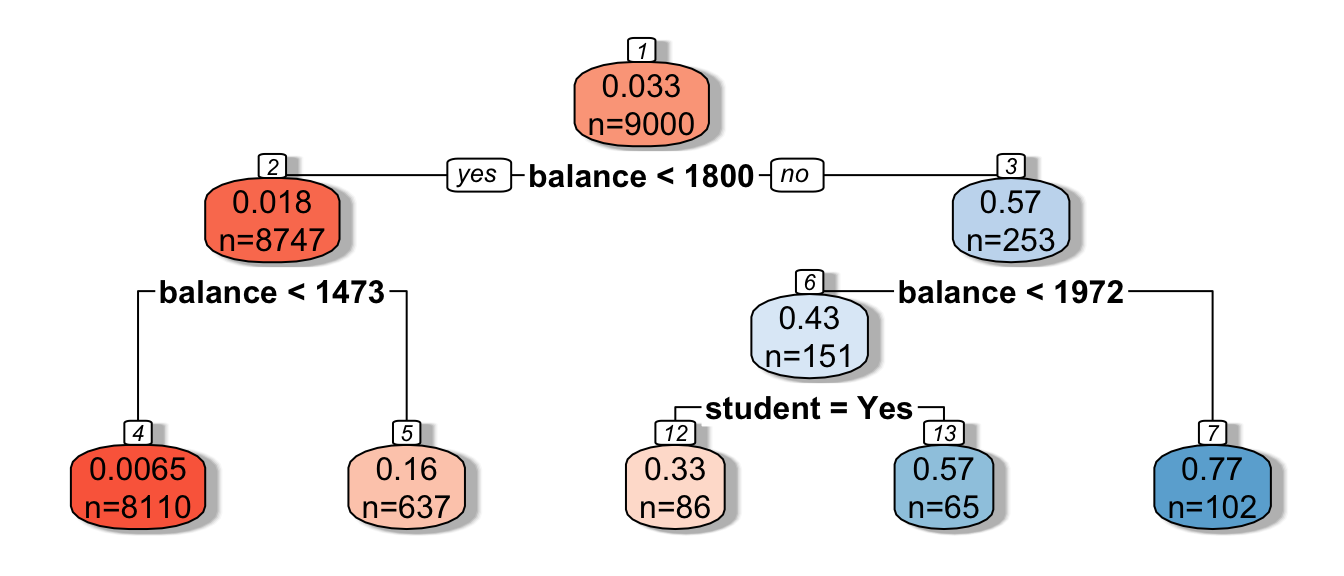 1
0.033
n=9000
yes balance < 1800 no
2
0.018
n=8747
3
0.57
n=253
balance < 1473
balance < 1972
6
0.43
n=151
student = Yes
4
0.0065
n=8110
5
0.16
n=637
12
0.33
n=86
13
0.57
n=65
7
0.77
n=102